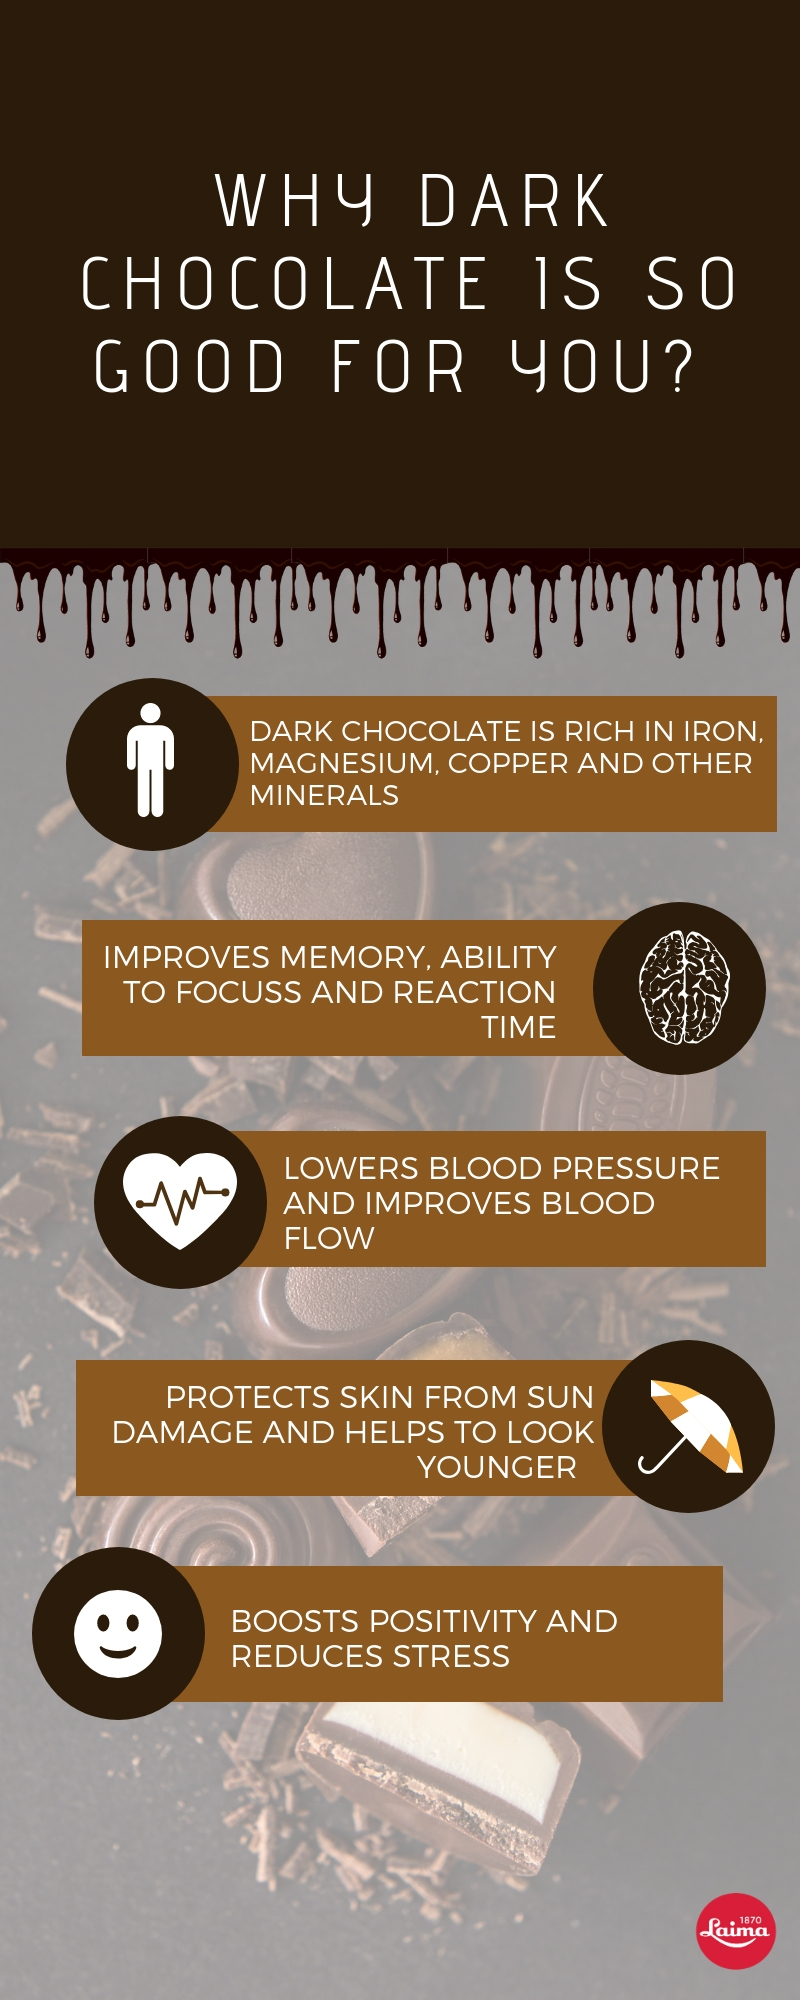 WHY DARK
CHOCOLATE IS SO
GOOD FOR YOU?
DARK CHOCOLATE IS RICH IN IRON,
MAGNESIUM, COPPER AND OTHER
MINERALS
IMPROVES MEMORY, ABILITY
TO FOCUSS AND REACTION
TIME
LOWERS BLOOD PRESSURE
AND IMPROVES BLOOD
FLOW
PROTECTS SKIN FROM SUN
DAMAGE AND HELPS TO LOOK
YOUNGER
BOOSTS POSITIVITY AND
REDUCES STRESS
1870
Laima